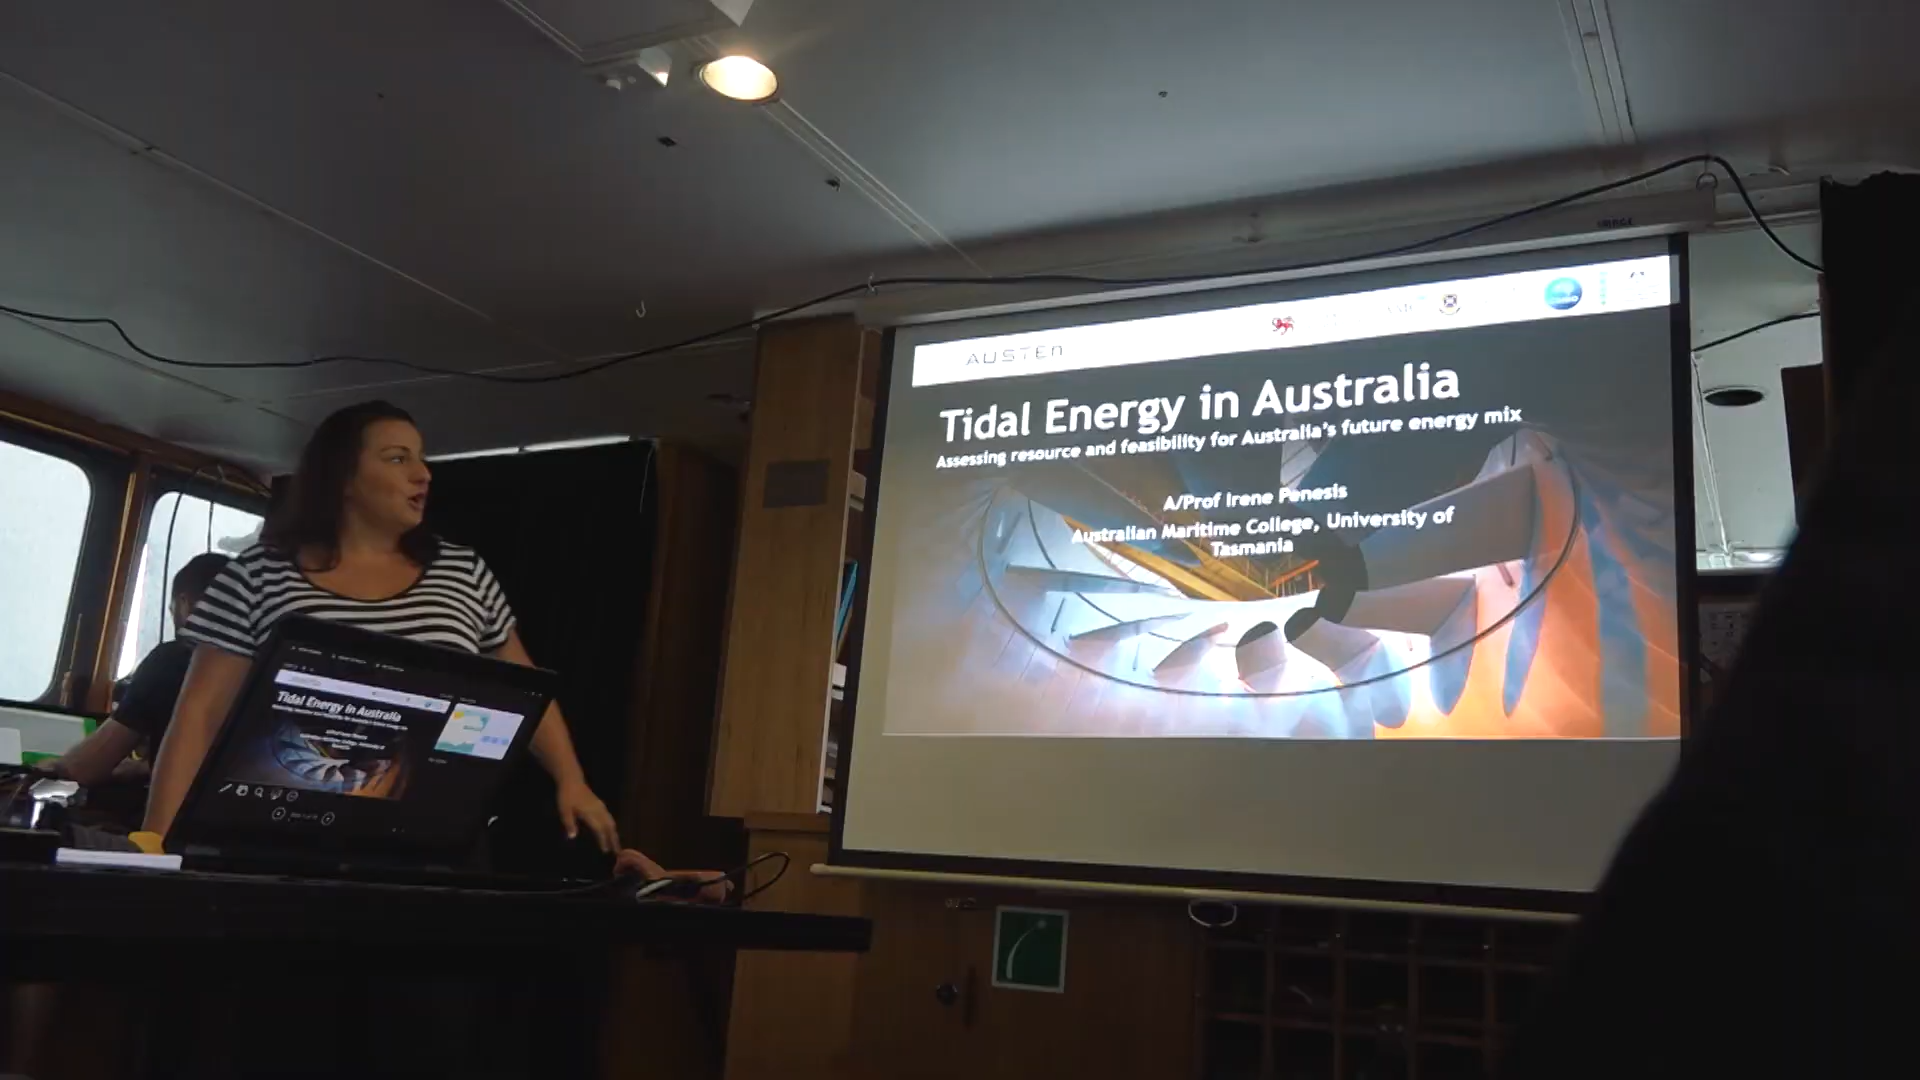 IMAGE
AUSTEn
Tidal Energy in Australia
Assessing resource and feasibility for Australia's future energy mix
A/Prof Irene Penesis
Australian Maritime College, University of
Tasmania
Tidal Energy in Australia